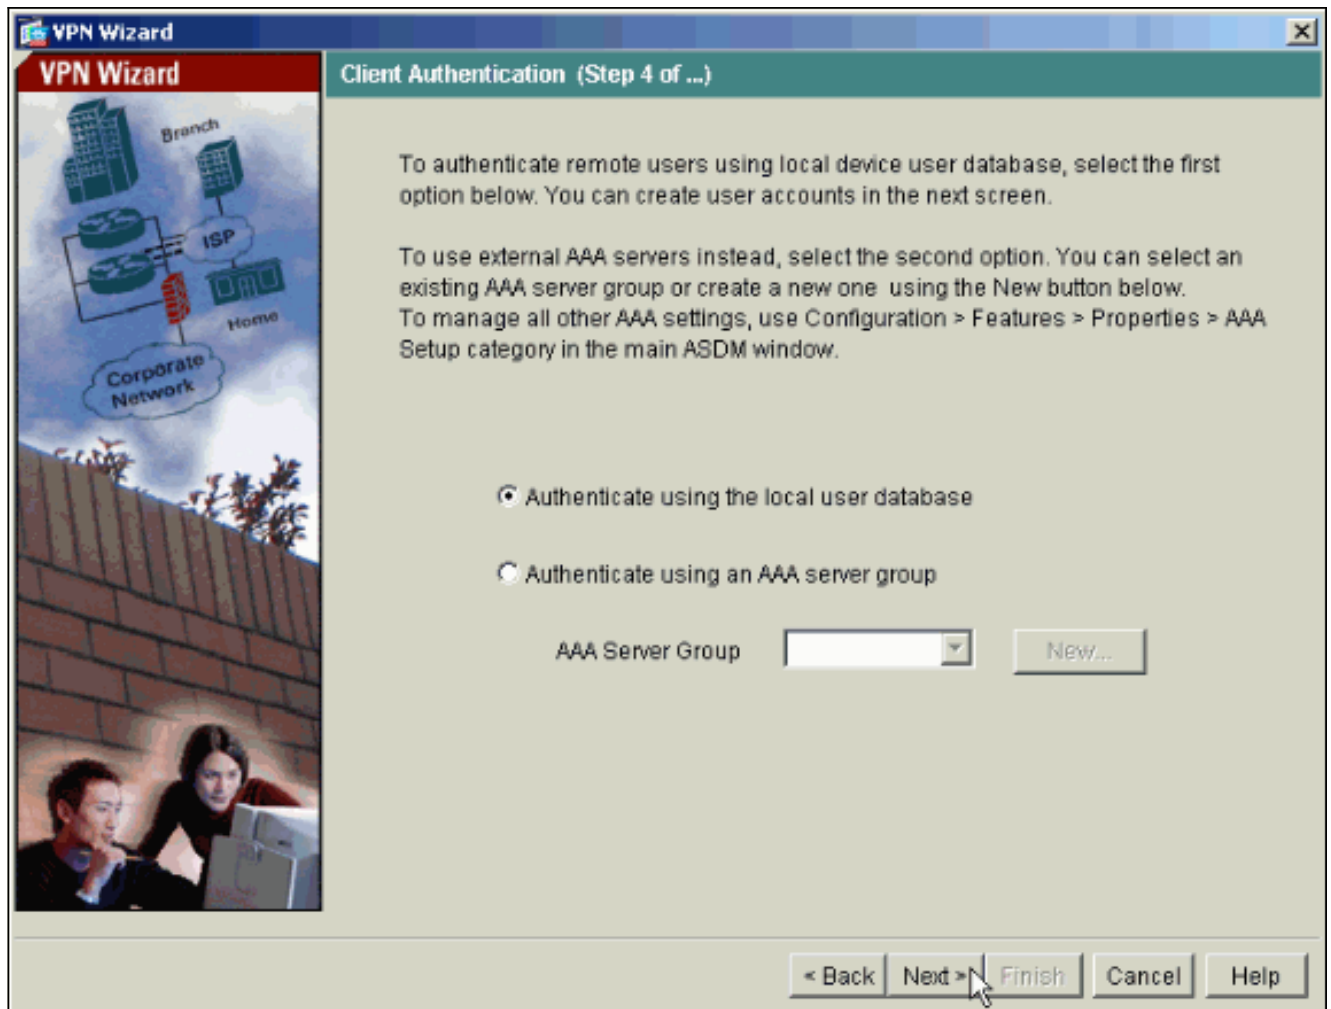 VPN Wizard
VPN Wizard
Client Authentication (Step 4 of ...)
Branch
ISP
Home
Corporate
Network
To authenticate remote users using local device user database, select the first
option below. You can create user accounts in the next screen.
To use external AAA servers instead, select the second option. You can select an
existing AAA server group or create a new one using the New button below.
To manage all other AAA settings, use Configuration > Features > Properties > AAA
Setup category in the main ASDM window.
Authenticate using the local user database
Authenticate using an AAA server group
AAA Server Group
New...
< Back Next > Finish Cancel Help